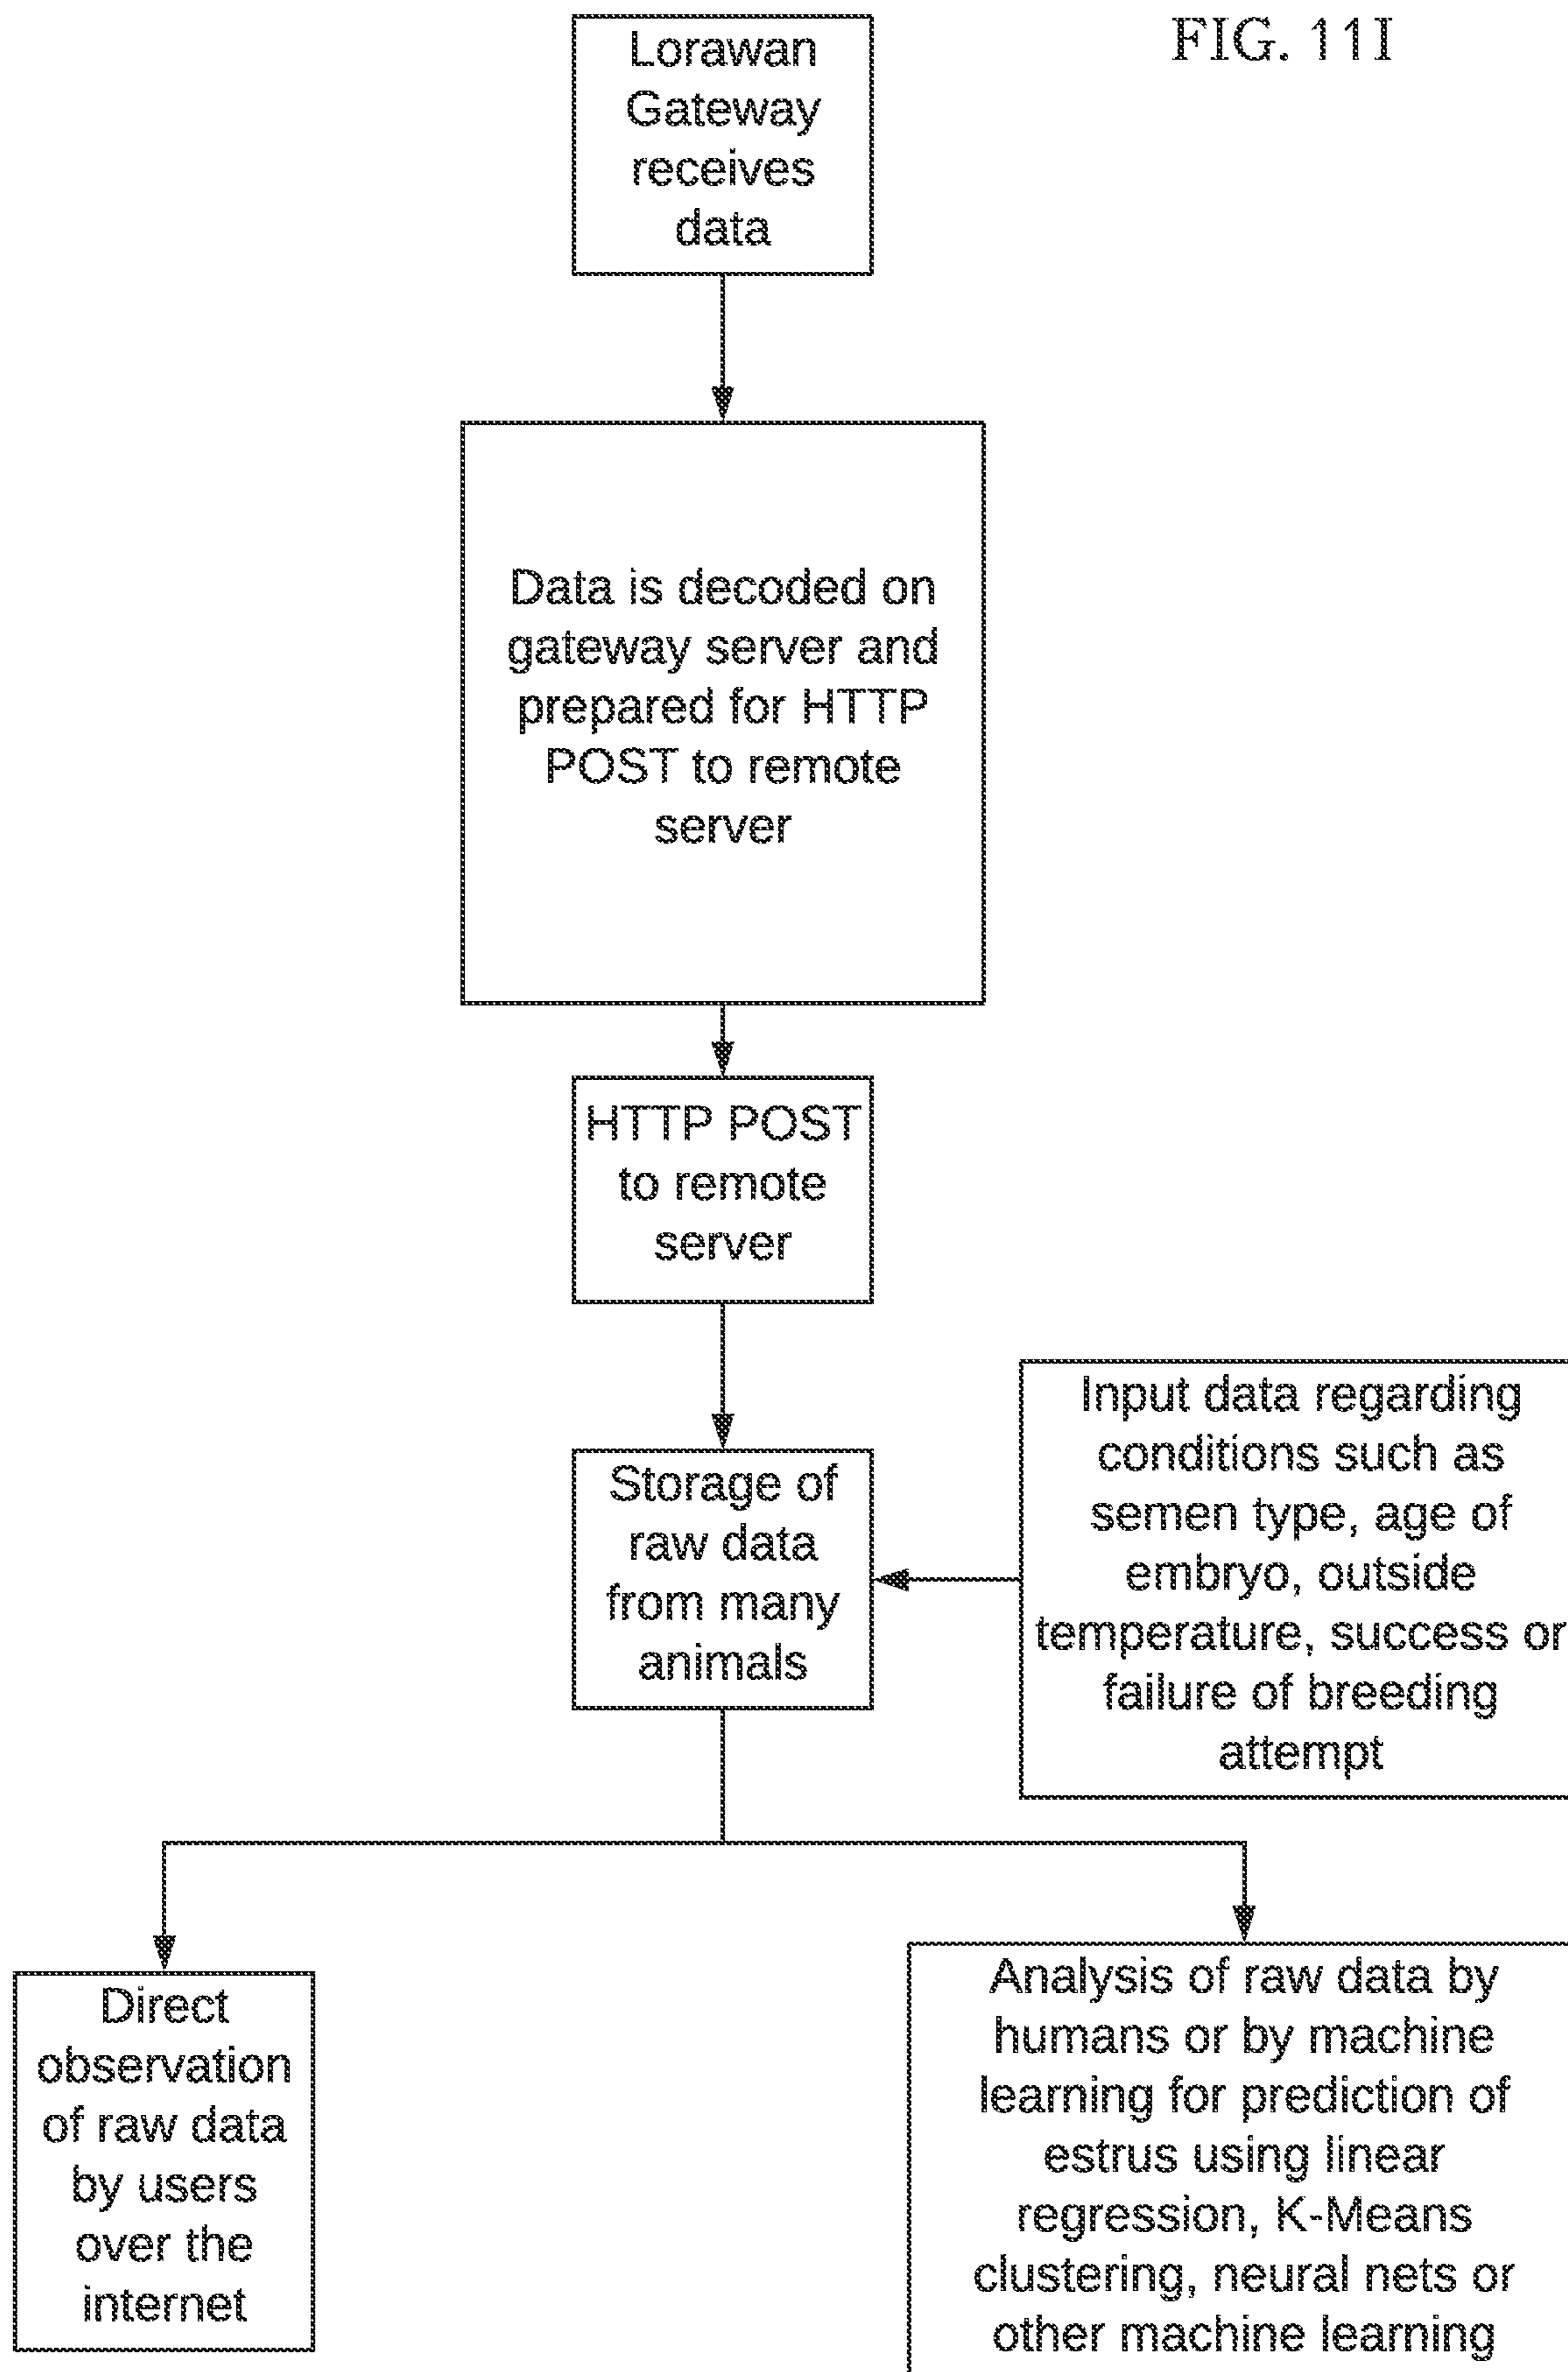 FIG. 11I
Lorawan
Gateway
receives
data
Data is decoded on
gateway server and
prepared for HTTP
POST to remote
server
HTTP POST
to remote
server
Storage of
raw data
from many
animals
Input data regarding
conditions such as
semen type, age of
embryo, outside
temperature, success or
failure of breeding
attempt
Direct
observation
of raw data
by users
over the
internet
Analysis of raw data by
humans or by machine
learning for prediction of
estrus using linear
regression, K-Means
clustering, neural nets or
other machine learning